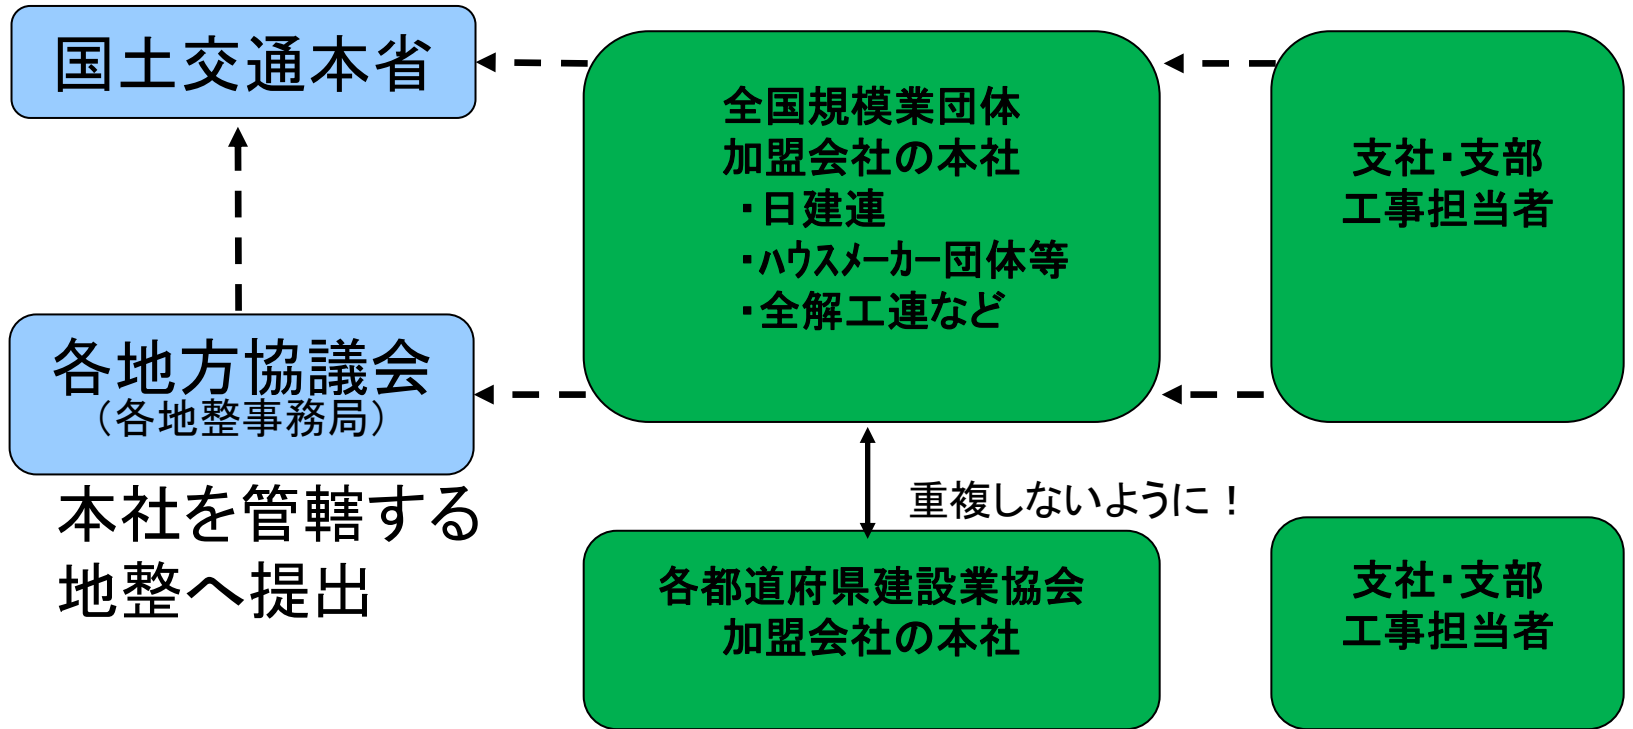 国土交通本省
全国規模業団体
加盟会社の本社
・日建連
・ﾊｳｽﾒｰｶｰ団体等
・全解工連など
支社・支部
工事担当者
各地方協議会
（各地整事務局）
本社を管轄する
地整へ提出
重複しないように！
各都道府県建設業協会
加盟会社の本社
支社・支部
工事担当者